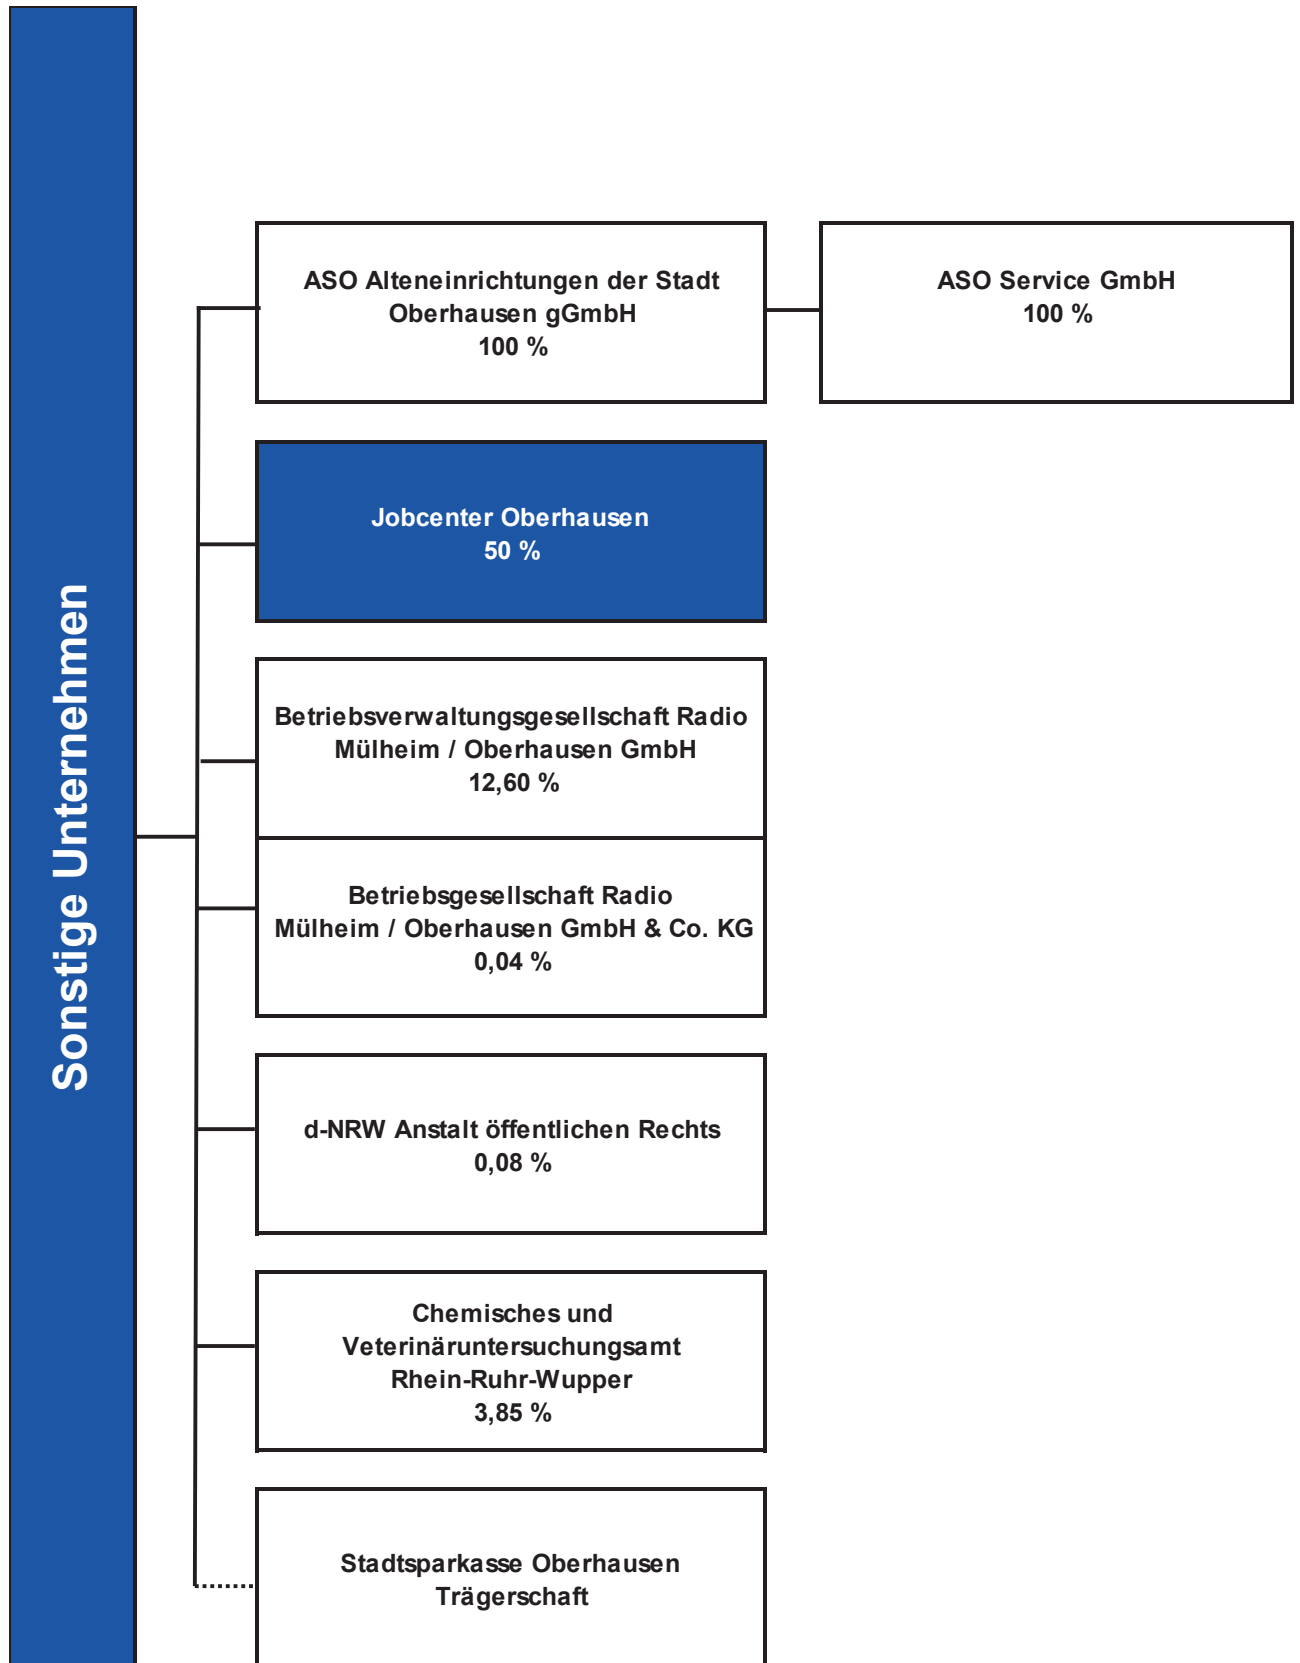 Sonstige Unternehmen
ASO Alteneinrichtungen der Stadt
Oberhausen gGmbH
100 %
ASO Service GmbH
100 %
Jobcenter Oberhausen
50 %
Betriebsverwaltungsgesellschaft Radio
Mülheim / Oberhausen GmbH
12,60 %
Betriebsgesellschaft Radio
Mülheim / Oberhausen GmbH & Co. KG
0,04 %
d-NRW Anstalt öffentlichen Rechts
0,08 %
Chemisches und
Veterinäruntersuchungsamt
Rhein-Ruhr-Wupper
3,85 %
Stadtsparkasse Oberhausen
Trägerschaft